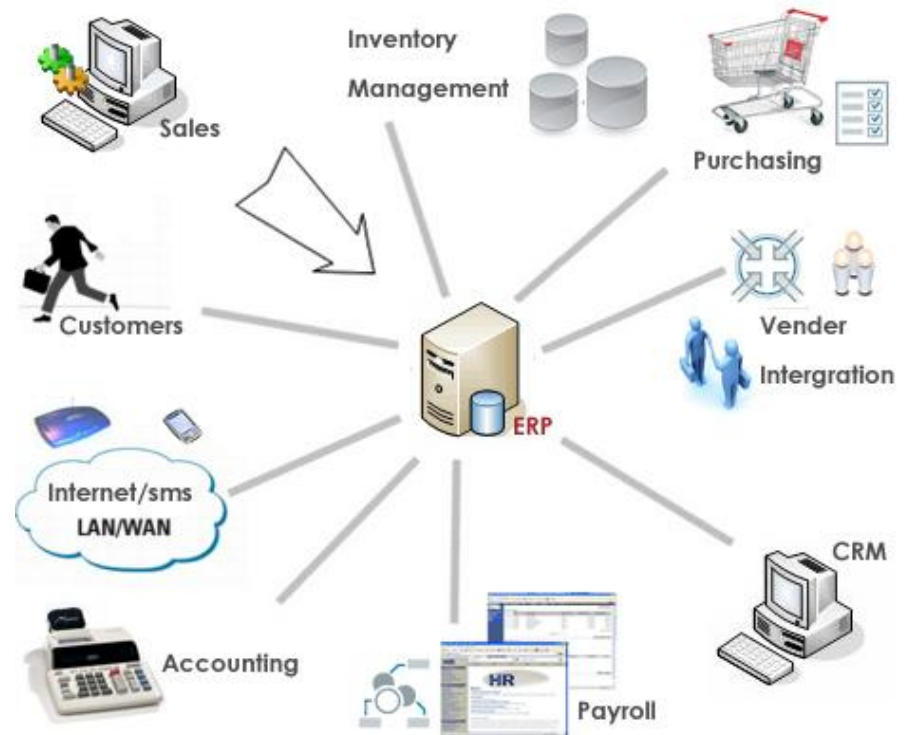 Inventory
Management
Sales
Purchasing
Customers
Vender
Intergration
ERP
Internet/sms
LAN/WAN
CRM
Accounting
HR
Payroll